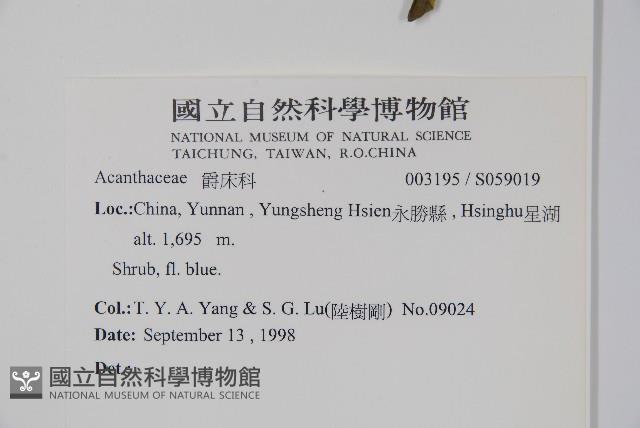 國立自然科學博物館
NATIONAL MUSEUM OF NATURAL SCIENCE
TAICHUNG, TAIWAN, R.O.CHINA
Acanthaceae 爵床科 003195 / S059019
Loc.:China, Yunnan , Yungsheng Hsien永勝縣 , Hsinghu星湖
alt. 1,695 m.
Shrub, fl. blue.
Col.: T. Y. A. Yang & S. G. Lu(陸樹剛) No.09024
Date: September 13 , 1998
Det.
國立自然科學博物館
NATIONAL MUSEUM OF NATURAL SCIENCE